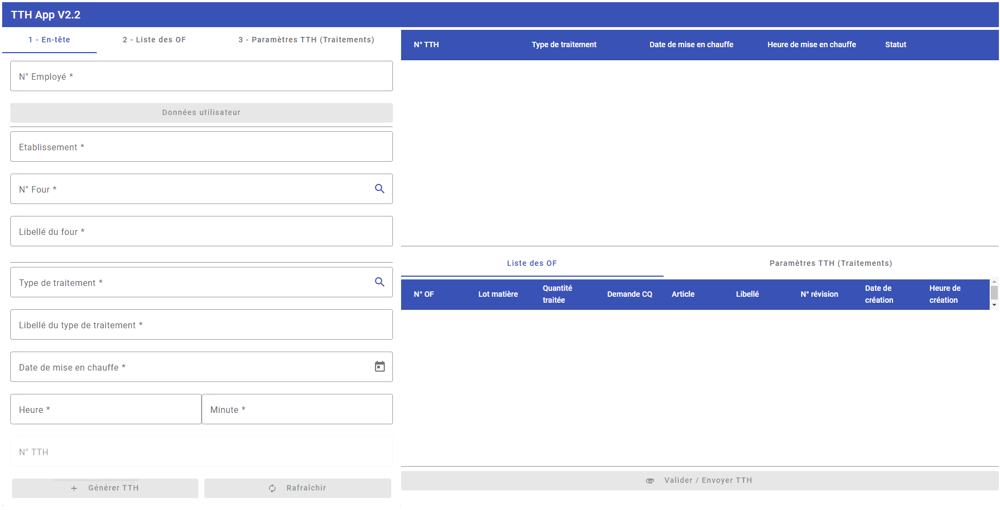 TTH App V2.2
1 - En-tête
2 - Liste des OF
3 - Paramètres TTH (Traitements)
N° Employé *
Données utilisateur
Etablissement *
N° Four *
Libellé du four *
Type de traitement *
Libellé du type de traitement *
Date de mise en chauffe *
Heure *
Minute *
N° TTH
Générer TTH
Rafraîchir
N° TTH
Type de traitement
Date de mise en chauffe
Heure de mise en chauffe
Statut
Liste des OF
Paramètres TTH (Traitements)
N° OF
Lot matière
Quantité
traitée
Demande CQ
Article
Libellé
N° révision
Date de
création
Heure de
création
Valider / Envoyer TTH